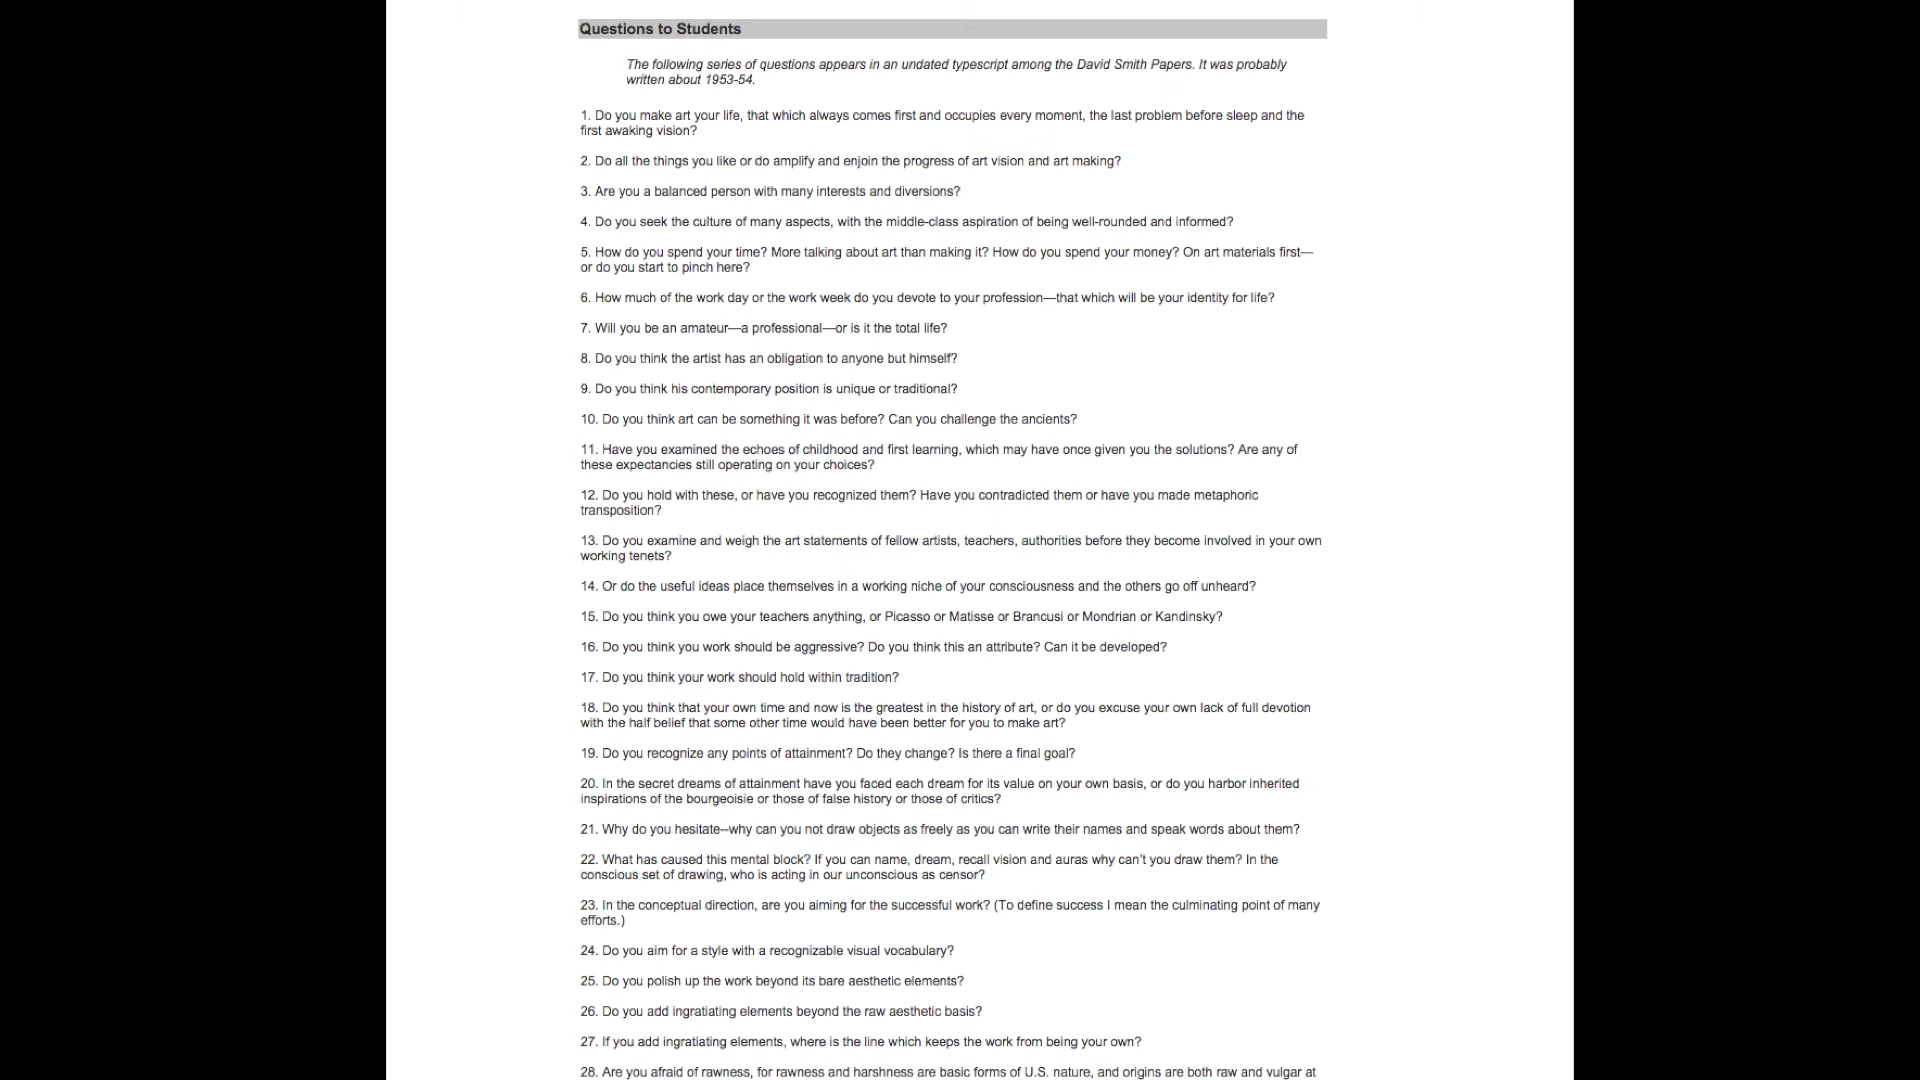 Questions to Students
The following series of questions appears in an undated typescript among the David Smith Papers. It was probably
written about 1953-54.
1. Do you make art your life, that which always comes first and occupies every moment, the last problem before sleep and the
first awaking vision?
2. Do all the things you like or do amplify and enjoin the progress of art vision and art making?
3. Are you a balanced person with many interests and diversions?
4. Do you seek the culture of many aspects, with the middle-class aspiration of being well-rounded and informed?
5. How do you spend your time? More talking about art than making it? How do you spend your money? On art materials first—
or do you start to pinch here?
6. How much of the work day or the work week do you devote to your profession—that which will be your identity for life?
7. Will you be an amateur—a professional—or is it the total life?
8. Do you think the artist has an obligation to anyone but himself?
9. Do you think his contemporary position is unique or traditional?
10. Do you think art can be something it was before? Can you challenge the ancients?
11. Have you examined the echoes of childhood and first learning, which may have once given you the solutions? Are any of
these expectancies still operating on your choices?
12. Do you hold with these, or have you recognized them? Have you contradicted them or have you made metaphoric
transposition?
13. Do you examine and weigh the art statements of fellow artists, teachers, authorities before they become involved in your own
working tenets?
14. Or do the useful ideas place themselves in a working niche of your consciousness and the others go off unheard?
15. Do you think you owe your teachers anything, or Picasso or Matisse or Brancusi or Mondrian or Kandinsky?
16. Do you think you work should be aggressive? Do you think this an attribute? Can it be developed?
17. Do you think your work should hold within tradition?
18. Do you think that your own time and now is the greatest in the history of art, or do you excuse your own lack of full devotion
with the half belief that some other time would have been better for you to make art?
19. Do you recognize any points of attainment? Do they change? Is there a final goal?
20. In the secret dreams of attainment have you faced each dream for its value on your own basis, or do you harbor inherited
inspirations of the bourgeoisie or those of false history or those of critics?
21. Why do you hesitate--why can you not draw objects as freely as you can write their names and speak words about them?
22. What has caused this mental block? If you can name, dream, recall vision and auras why can't you draw them? In the
conscious set of drawing, who is acting in our unconscious as censor?
23. In the conceptual direction, are you aiming for the successful work? (To define success I mean the culminating point of many
efforts.)
24. Do you aim for a style with a recognizable visual vocabulary?
25. Do you polish up the work beyond its bare aesthetic elements?
26. Do you add ingratiating elements beyond the raw aesthetic basis?
27. If you add ingratiating elements, where is the line which keeps the work from being your own?
28. Are you afraid of rawness, for rawness and harshness are basic forms of U.S. nature, and origins are both raw and vulgar at